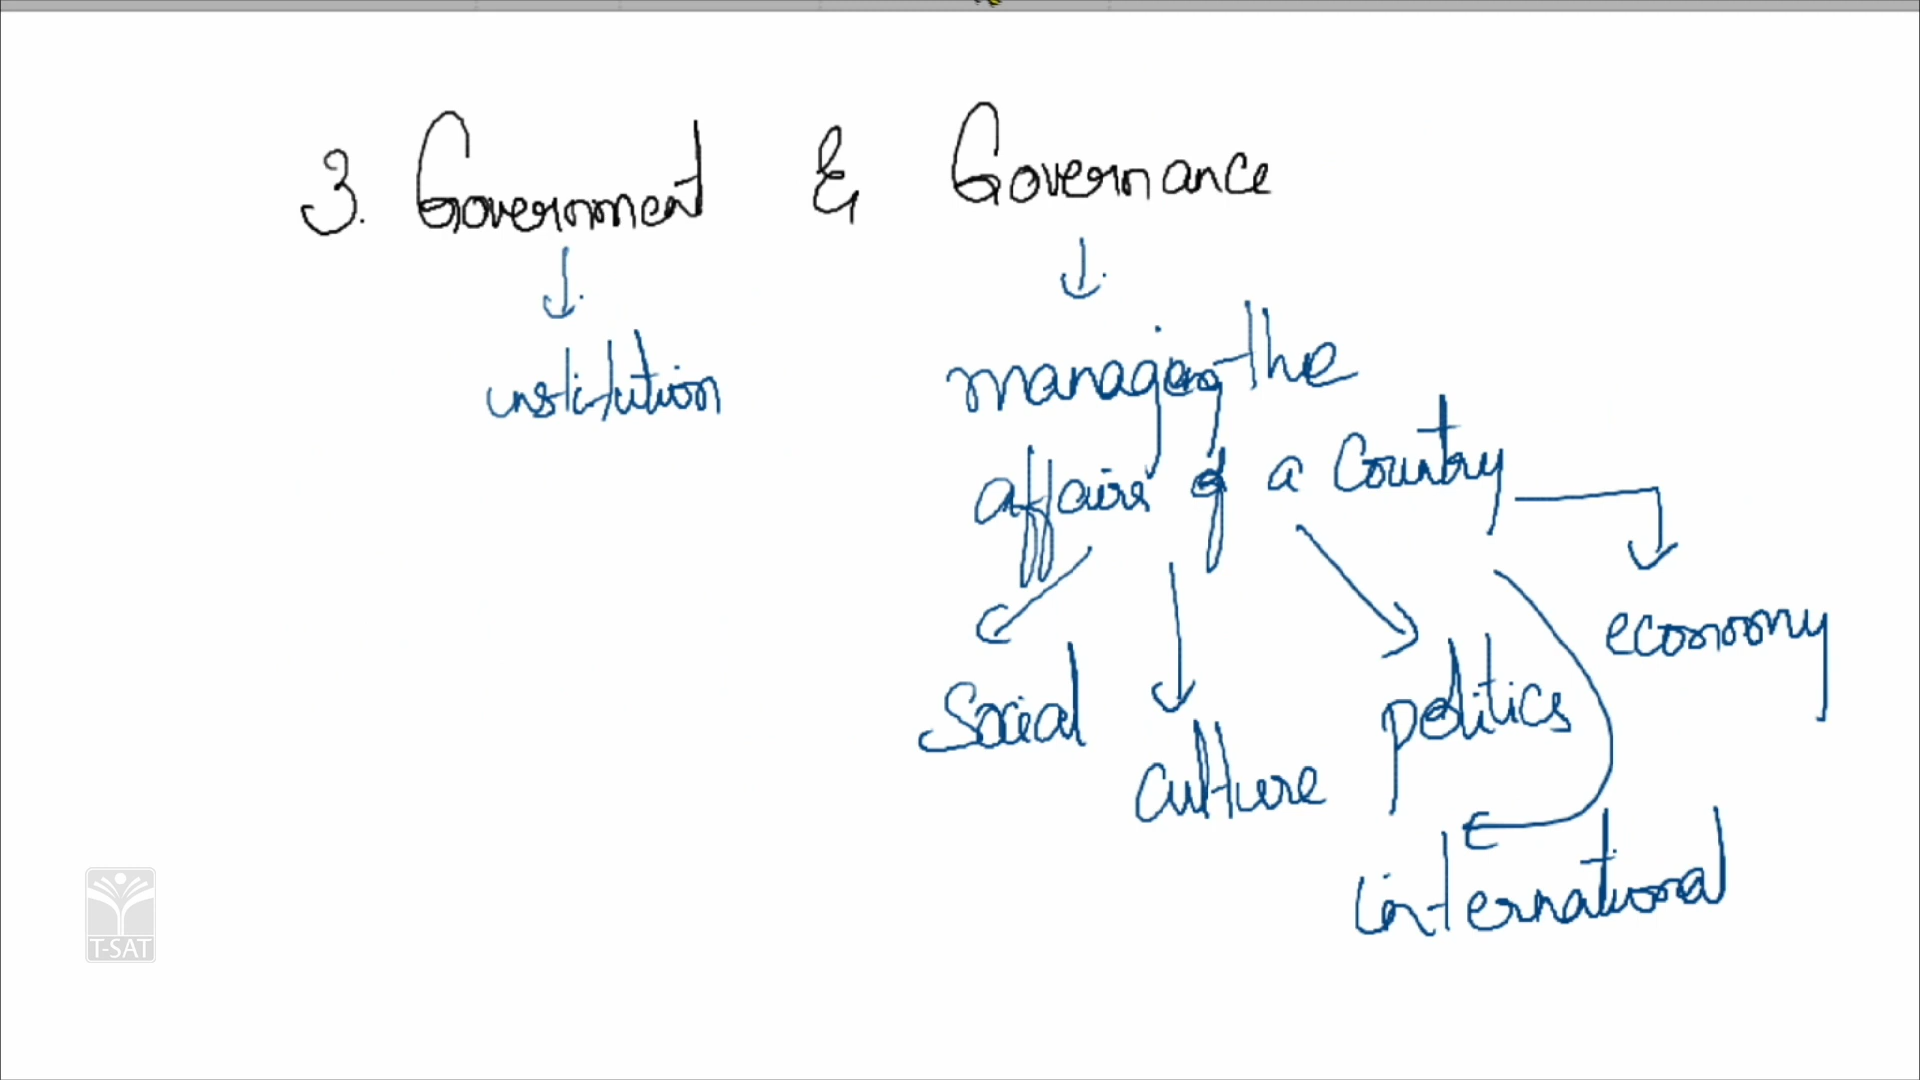 3. Government & Governance
institution
managing the
affairs of a Country
economy
Social
politics
culture
international
T-SAT